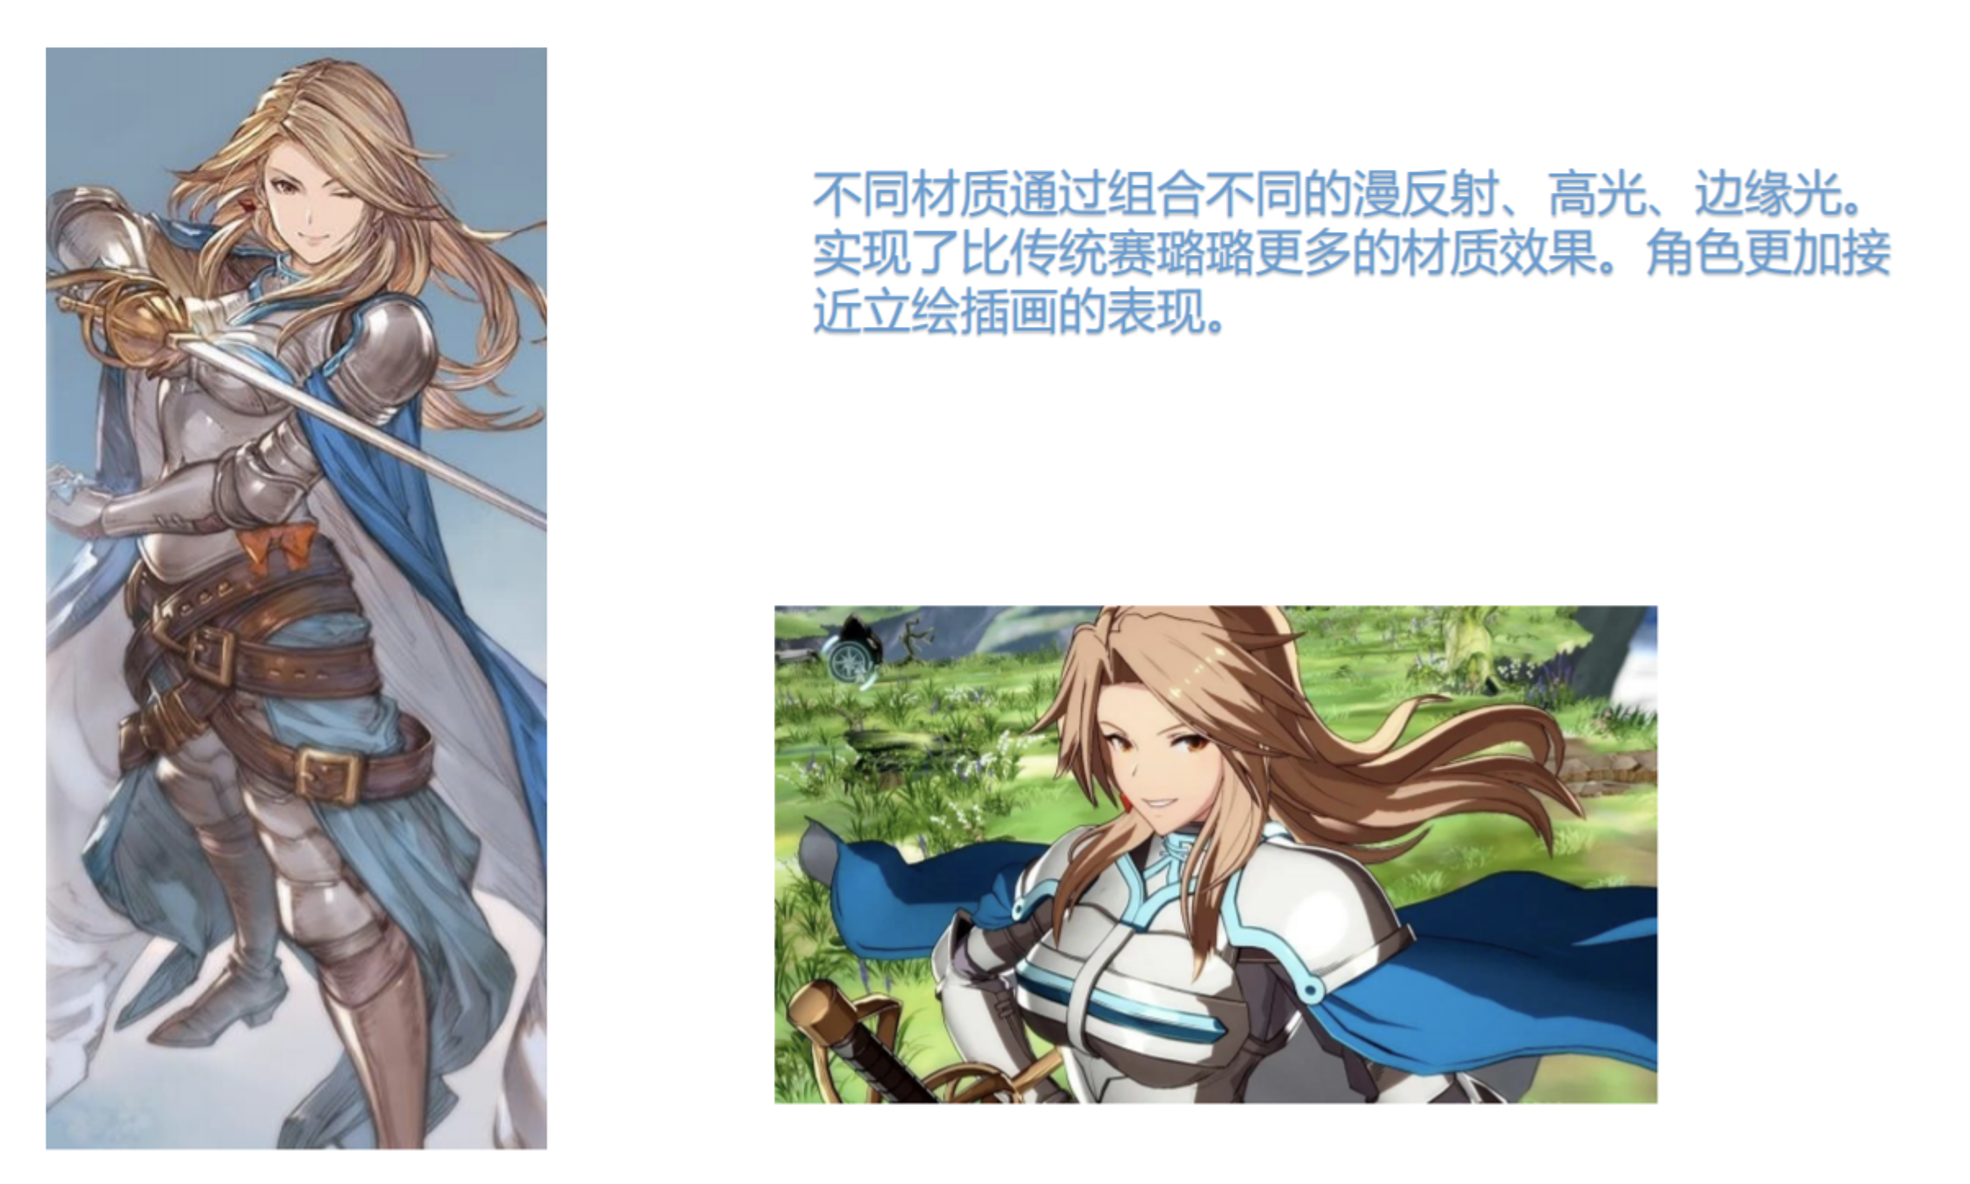 不同材质通过组合不同的漫反射、高光、边缘光。
实现了比传统赛璐璐更多的材质效果。角色更加接
近立绘插画的表现。